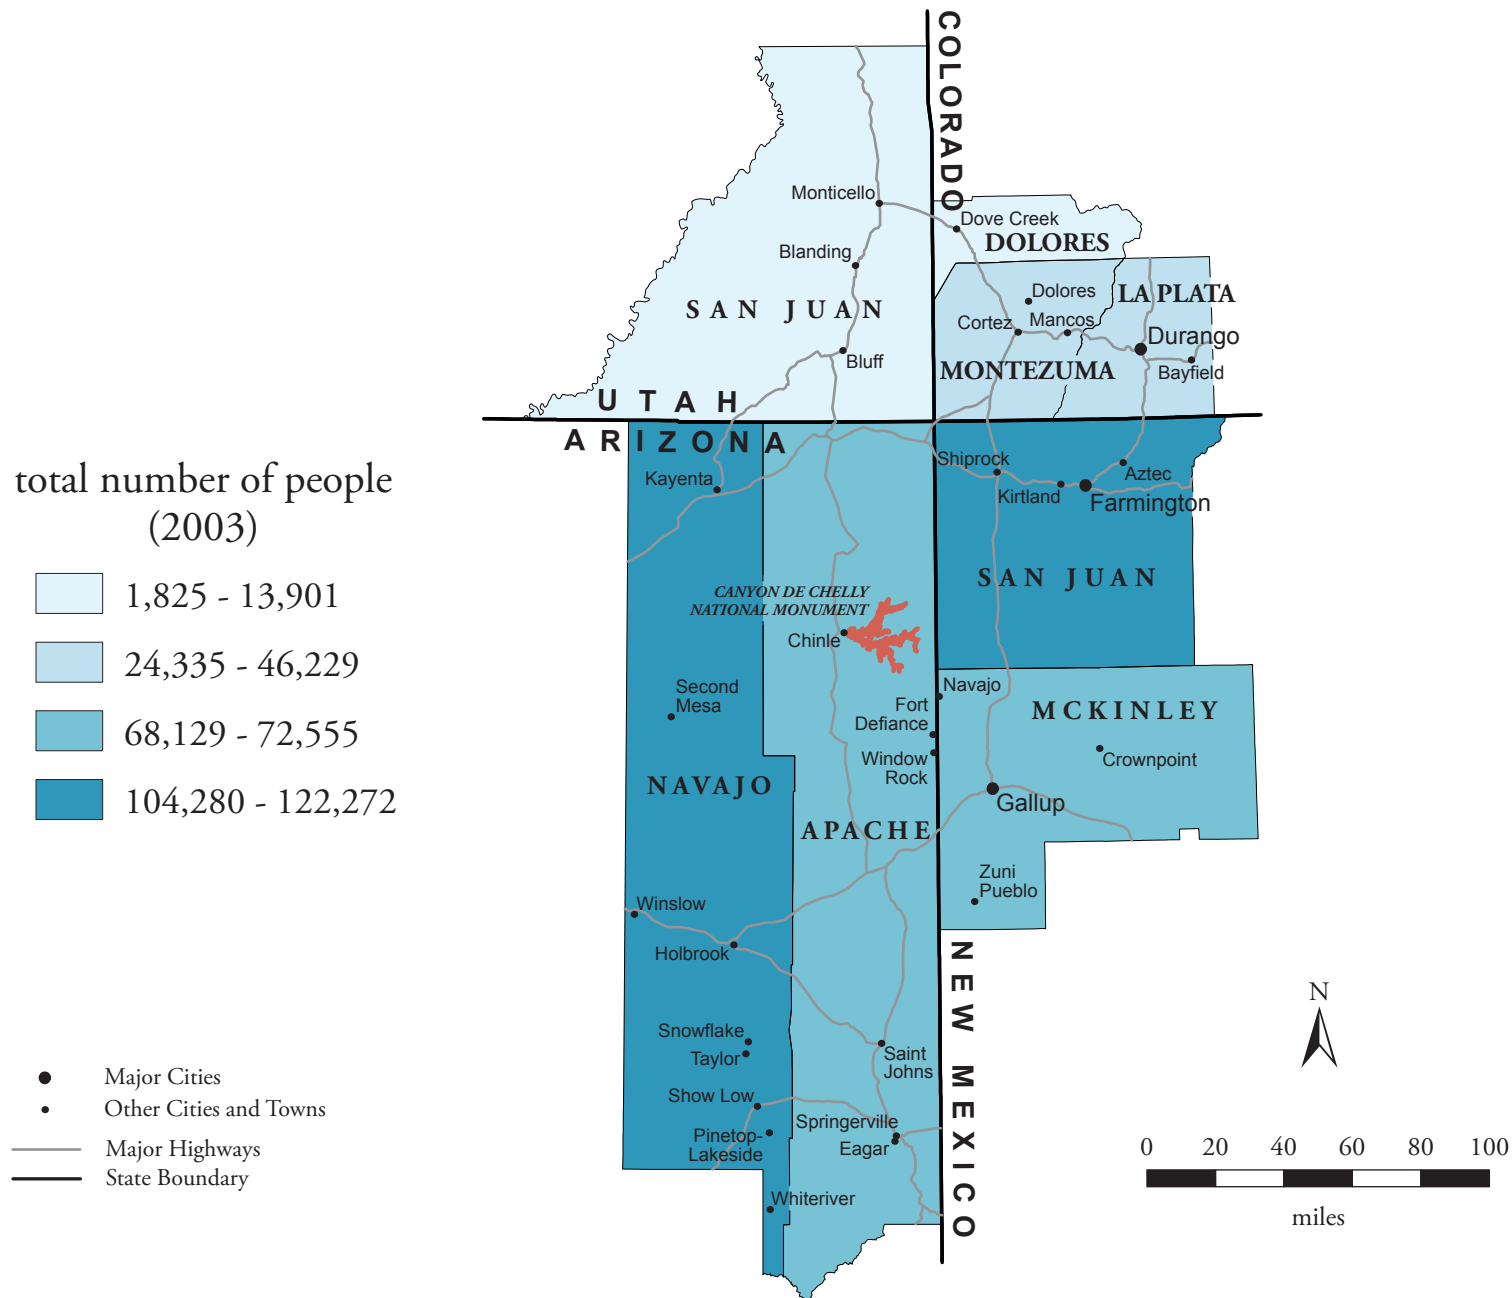 COLORADO
Monticello
Dove Creek
DOLORES
Blanding
Dolores
LA PLATA
SAN JUAN
Cortez
Mancos
Durango
Bluff
MONTEZUMA
Bayfield
UTAH
ARIZONA
total number of people
(2003)
1,825 - 13,901
24,335 - 46,229
68,129 - 72,555
104,280 - 122,272
Kayenta
Shiprock
Aztec
Kirtland
Farmington
SAN JUAN
CANYON DE CHELLY
NATIONAL MONUMENT
Chinle
Second
Mesa
Navajo
Fort
Defiance
MCKINLEY
Window
Rock
Crownpoint
NAVAJO
Gallup
APACHE
Zuni
Pueblo
Winslow
Holbrook
NEW MEXICO
Snowflake
Taylor
Saint
Johns
Show Low
Springerville
Pinetop-
Lakeside
Eagar
Whiteriver
Major Cities
Other Cities and Towns
Major Highways
State Boundary
N
0 20 40 60 80 100
miles